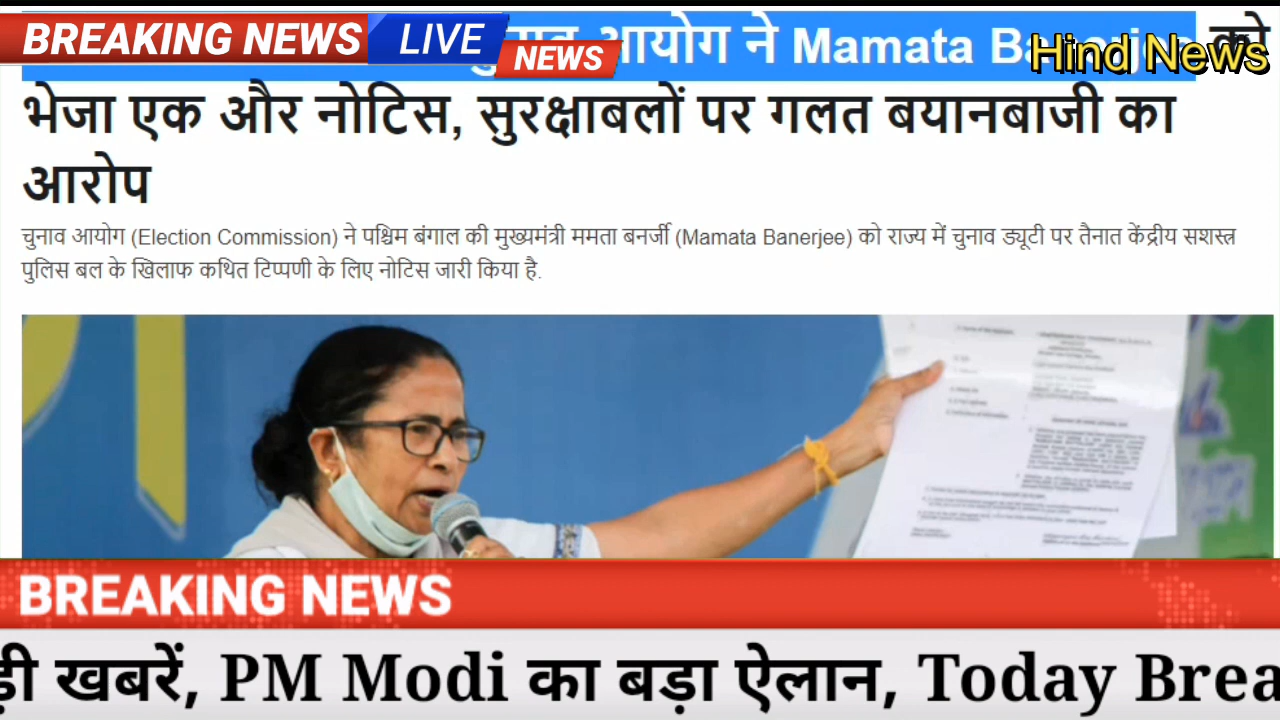 BREAKING NEWS LIVE NEWS
आयोग ने Mamata को
Hind News
भेजा एक और नोटिस, सुरक्षाबलों पर गलत बयानबाजी का
आरोप
चुनाव आयोग (Election Commission) ने पश्चिम बंगाल की मुख्यमंत्री ममता बनर्जी (Mamata Banerjee) को राज्य में चुनाव ड्यूटी पर तैनात केंद्रीय सशस्त्र
पुलिस बल के खिलाफ कथित टिप्पणी के लिए नोटिस जारी किया है.
BREAKING NEWS
खबरें, PM Modi का बड़ा ऐलान, Today Brea